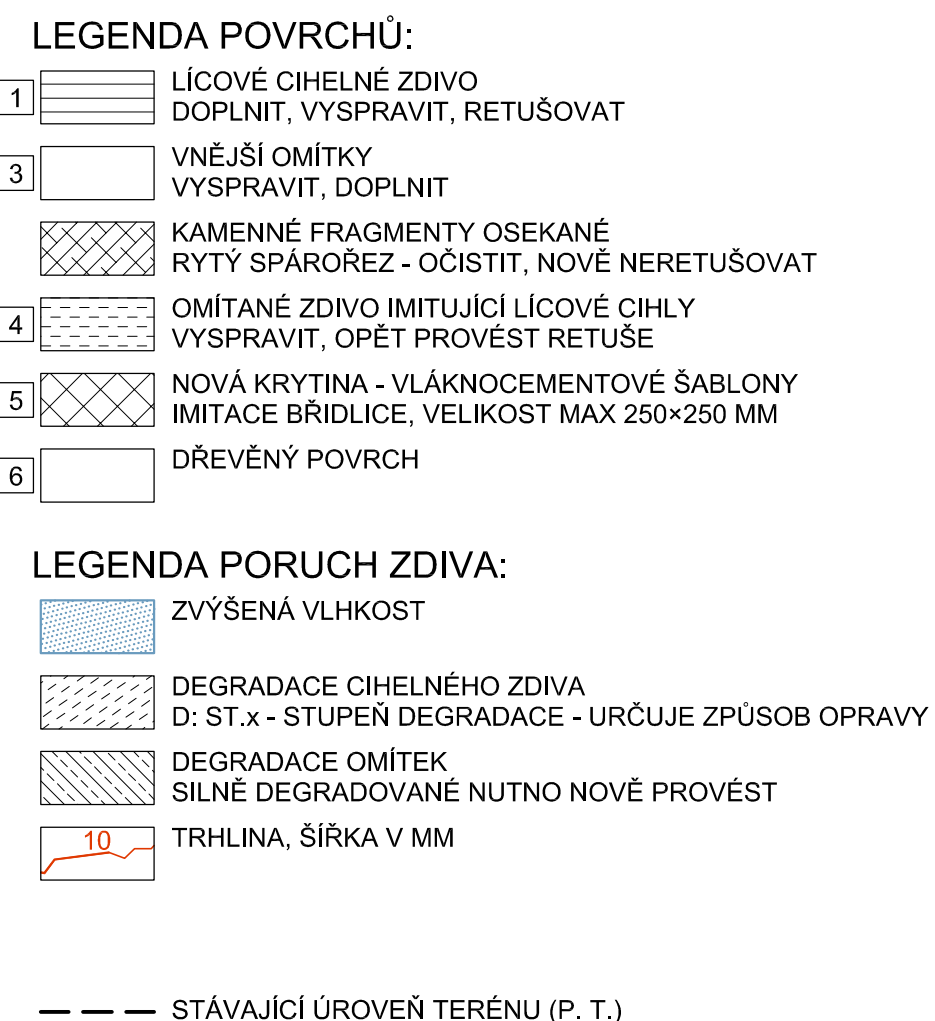 LEGENDA POVRCHŮ:
1 LÍCOVÉ CIHELNÉ ZDIVO
DOPLNIT, VYSPRAVIT, RETUŠOVAT
3 VNĚJŠÍ OMÍTKY
VYSPRAVIT, DOPLNIT
KAMENNÉ FRAGMENTY OSEKANÉ
RYTÝ SPÁROŘEZ - OČISTIT, NOVĚ NERETUŠOVAT
4 OMÍTANÉ ZDIVO IMITUJÍCÍ LÍCOVÉ CIHLY
VYSPRAVIT, OPĚT PROVÉST RETUŠE
5 NOVÁ KRYTINA - VLÁKNOCEMENTOVÉ ŠABLONY
IMITACE BŘIDLICE, VELIKOST MAX 250×250 MM
6 DŘEVĚNÝ POVRCH
LEGENDA PORUCH ZDIVA:
ZVÝŠENÁ VLHKOST
DEGRADACE CIHELNÉHO ZDIVA
D: ST.x - STUPEŇ DEGRADACE - URČUJE ZPŮSOB OPRAVY
DEGRADACE OMÍTEK
SILNĚ DEGRADOVANÉ NUTNO NOVĚ PROVÉST
10 TRHLINA, ŠÍŘKA V MM
STÁVAJÍCÍ ÚROVEŇ TERÉNU (P. T.)